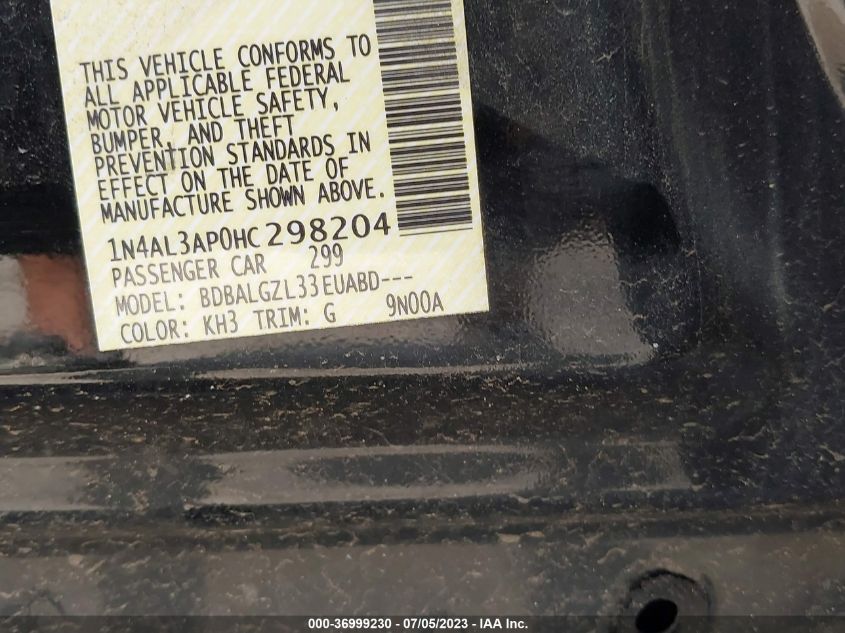 THIS VEHICLE CONFORMS TO
ALL APPLICABLE FEDERAL
MOTOR VEHICLE SAFETY,
BUMPER, AND THEFT
PREVENTION STANDARDS IN
EFFECT ON THE DATE OF
MANUFACTURE SHOWN ABOVE.
1N4AL3AP0HC298204
PASSENGER CAR 299
MODEL: BDBALGZL33EUABD---
COLOR: KH3 TRIM: G 9N00A
000-36999230 - 07/05/2023 - IAA Inc.